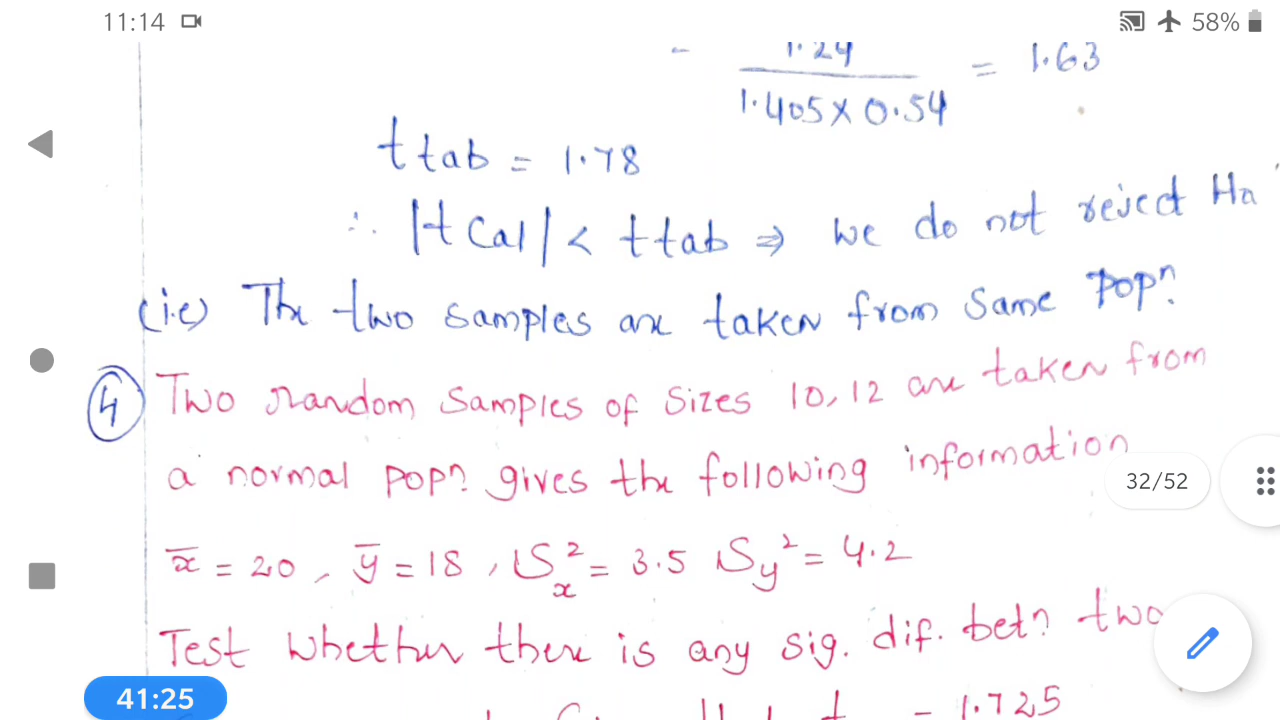 11:14 58%
1.24
- ――― = 1.63
1.405 X 0.54
t tab = 1.78
∴ |t Cal| < t tab ⇒ we do not reject Ha
(i.e) The two samples are taken from same popn.
4 Two random samples of sizes 10, 12 are taken from
a normal popn. gives the following information
32/52
x̄ = 20, ȳ = 18, Sx² = 3.5 Sy² = 4.2
Test whether there is any sig. dif. betn. two
41:25
= 1.725